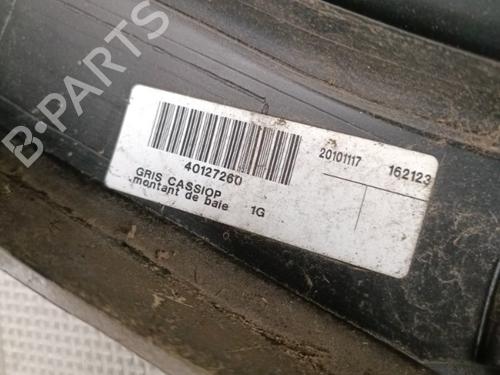 B-PARTS
40127260
20101117 162123
GRIS CASSIOP
montant de baie 1G